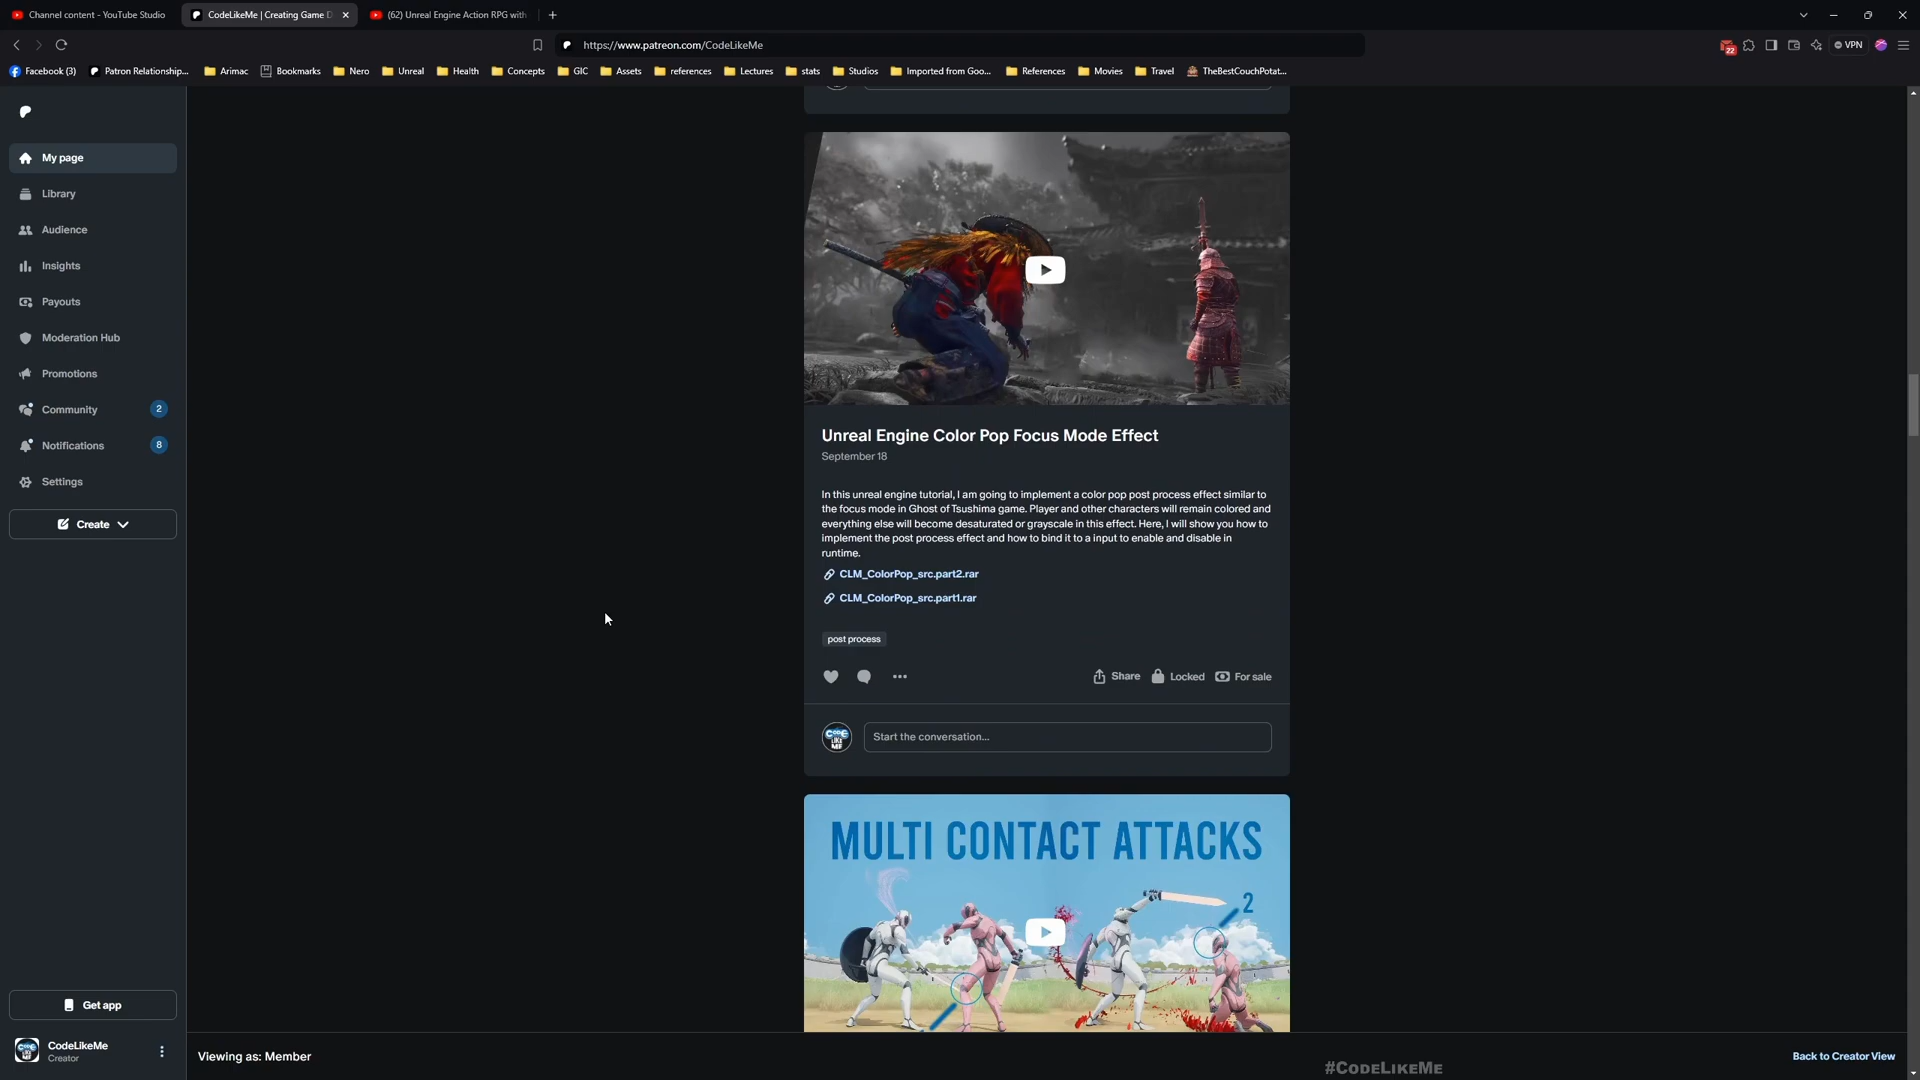 Channel content - YouTube Studio
CodeLikeMe | Creating Game D
(62) Unreal Engine Action RPG with
https://www.patreon.com/CodeLikeMe
22
VPN
Facebook (3)
Patron Relationship...
Arimac
Bookmarks
Nero
Unreal
Health
Concepts
GIC
Assets
references
Lectures
stats
Studios
Imported from Goo...
References
Movies
Travel
TheBestCouchPotat...
My page
Library
Audience
Insights
Payouts
Moderation Hub
Promotions
Community
2
Notifications
8
Settings
Create
Unreal Engine Color Pop Focus Mode Effect
September 18
In this unreal engine tutorial, I am going to implement a color pop post process effect similar to
the focus mode in Ghost of Tsushima game. Player and other characters will remain colored and
everything else will become desaturated or grayscale in this effect. Here, I will show you how to
implement the post process effect and how to bind it to a input to enable and disable in
runtime.
CLM_ColorPop_src.part2.rar
CLM_ColorPop_src.part1.rar
post process
Share
Locked
For sale
CODE
LIKE
ME
Start the conversation...
MULTI CONTACT ATTACKS
2
Get app
CodeLikeMe
Creator
Viewing as: Member
#CODELIKEME
Back to Creator View